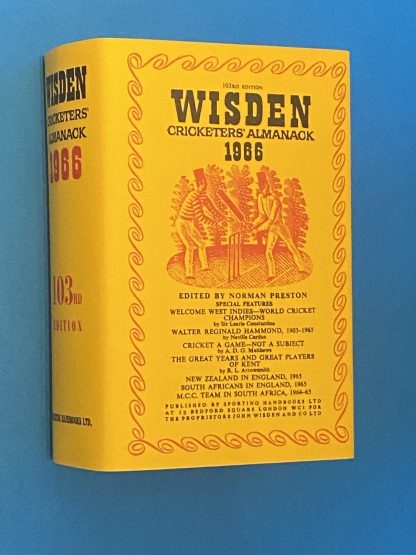 WISDEN
CRICKETERS'
ALMANACK
1966
103RD
EDITION
HANDBOOKS LTD.
103RD EDITION
WISDEN
CRICKETERS' ALMANACK
1966
EDITED BY NORMAN PRESTON
SPECIAL FEATURES
WELCOME WEST INDIES—WORLD CRICKET
CHAMPIONS
by Sir Learie Constantine
WALTER REGINALD HAMMOND, 1903-1965
by Neville Cardus
CRICKET A GAME—NOT A SUBJECT
by A. D. G. Matthews
THE GREAT YEARS AND GREAT PLAYERS
OF KENT
by R. L. Arrowsmith
NEW ZEALAND IN ENGLAND, 1965
SOUTH AFRICANS IN ENGLAND, 1965
M.C.C. TEAM IN SOUTH AFRICA, 1964-65
PUBLISHED BY SPORTING HANDBOOKS LTD
AT 13 BEDFORD SQUARE LONDON WC1 FOR
THE PROPRIETORS JOHN WISDEN AND CO LTD